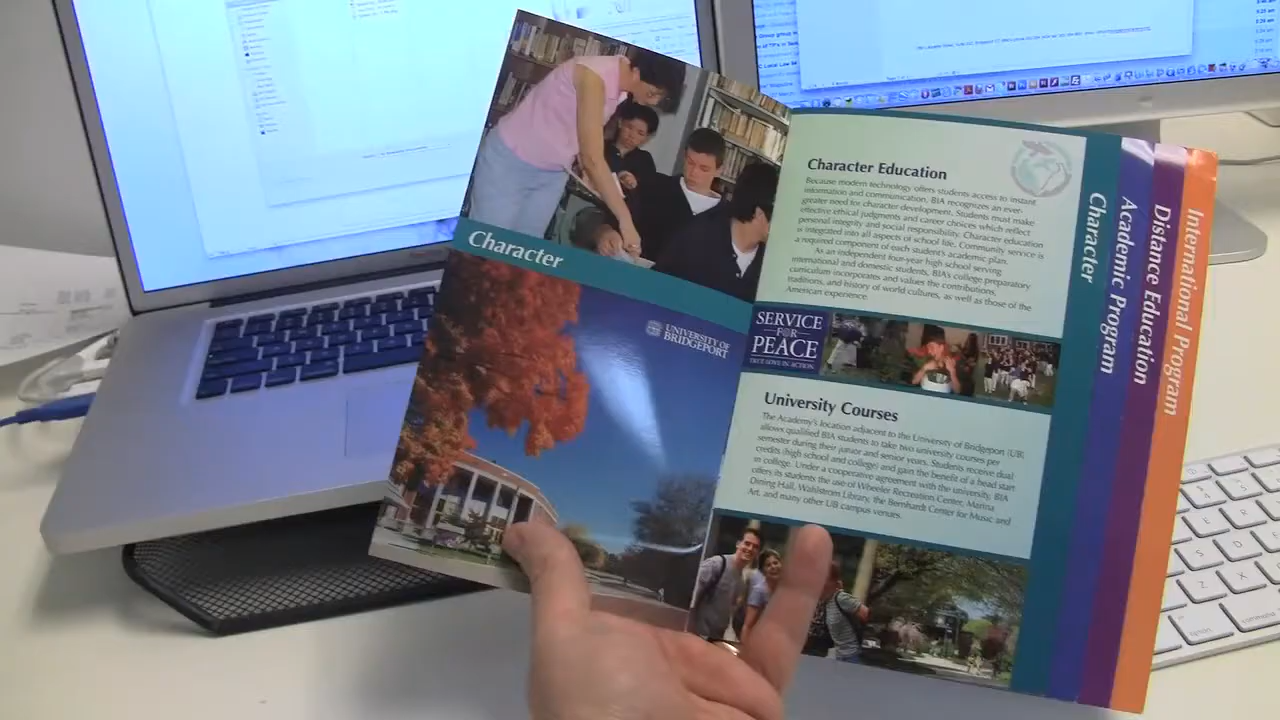 Character
UNIVERSITY OF
BRIDGEPORT
Character Education
Because modern technology offers students access to instant
information and communication, BIA recognizes an ever-
greater need for character development. Students must make
effective ethical judgments and career choices which reflect
personal integrity and social responsibility. Character education
is integrated into all aspects of school life. Community service is
a required component of each student's academic plan.
As an independent four-year high school serving
international and domestic students, BIA's college preparatory
curriculum incorporates and values the contributions,
traditions, and history of world cultures, as well as those of the
American experience.
SERVICE
FOR
PEACE
TRUE LOVE IN ACTION
University Courses
The Academy's location adjacent to the University of Bridgeport (UB)
allows qualified BIA students to take two university courses per
semester during their junior and senior years. Students receive dual
credits (high school and college) and gain the benefit of a head start
in college. Under a cooperative agreement with the university, BIA
offers its students the use of Wheeler Recreation Center, Marina
Dining Hall, Wahlstrom Library, the Bernhardt Center for Music and
Art, and many other UB campus venues.
Character
Academic Program
Distance Education
International Program